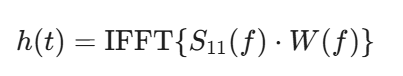 h(t) = IFFT{S₁₁(f) · W(f)}